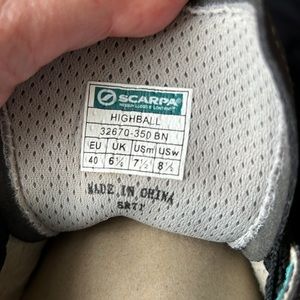 SCARPA
HIGHBALL
32670-350 BN
EU UK USm USw
40 6½ 7½ 8½
MADE IN CHINA